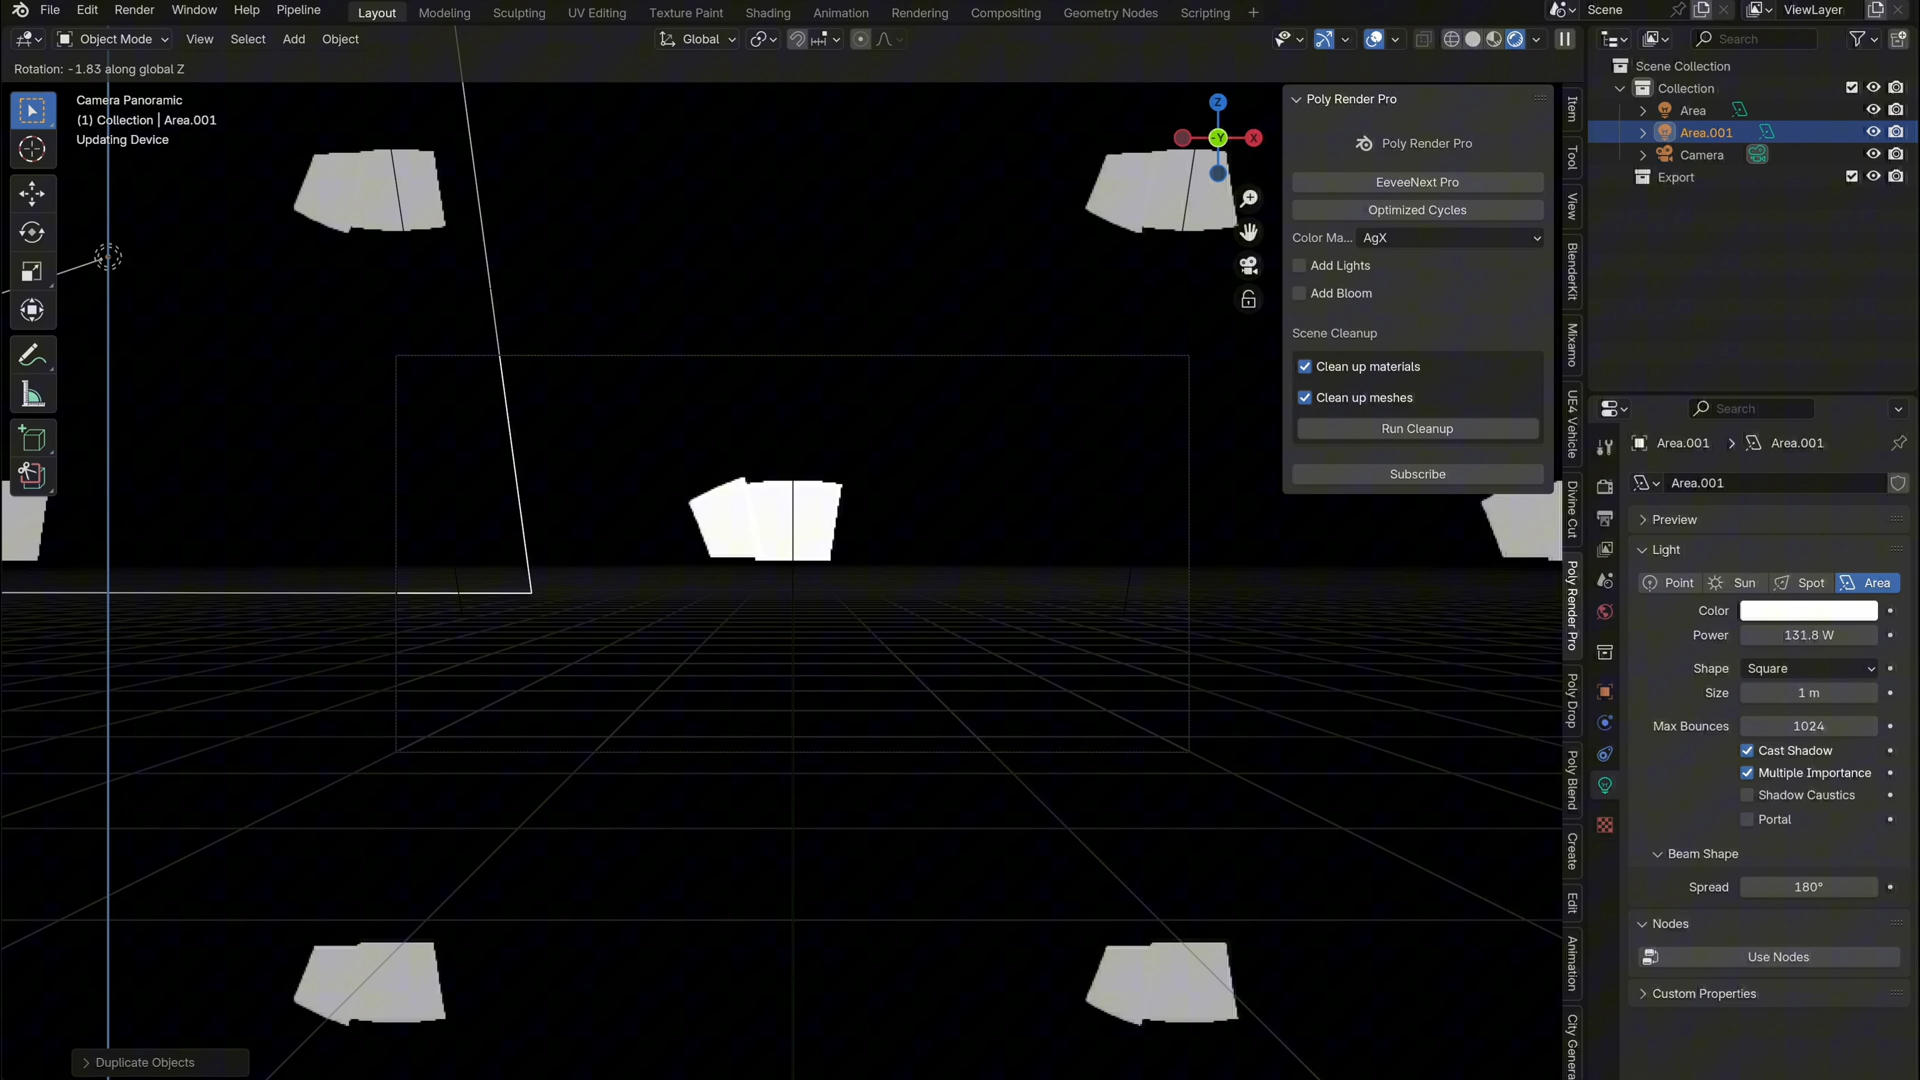 File Edit Render Window Help Pipeline
Layout Modeling Sculpting UV Editing Texture Paint Shading Animation Rendering Compositing Geometry Nodes Scripting +
Scene
ViewLayer
Object Mode View Select Add Object
Global
Search
Rotation: -1.83 along global Z
Camera Panoramic
(1) Collection | Area.001
Updating Device
Z
X
-Y
Poly Render Pro
Poly Render Pro
EeveeNext Pro
Optimized Cycles
Color Ma... AgX
Add Lights
Add Bloom
Scene Cleanup
Clean up materials
Clean up meshes
Run Cleanup
Subscribe
Item
Tool
View
BlenderKit
Mixamo
UE4 Vehicle
Divine Cut
Poly Render Pro
Poly Drop
Poly Blend
Create
Edit
Animation
City Genera
Scene Collection
Collection
Area
Area.001
Camera
Export
Search
Area.001 > Area.001
Area.001
Preview
Light
Point Sun Spot Area
Color
Power 131.8 W
Shape Square
Size 1 m
Max Bounces 1024
Cast Shadow
Multiple Importance
Shadow Caustics
Portal
Beam Shape
Spread 180°
Nodes
Use Nodes
Custom Properties
Duplicate Objects